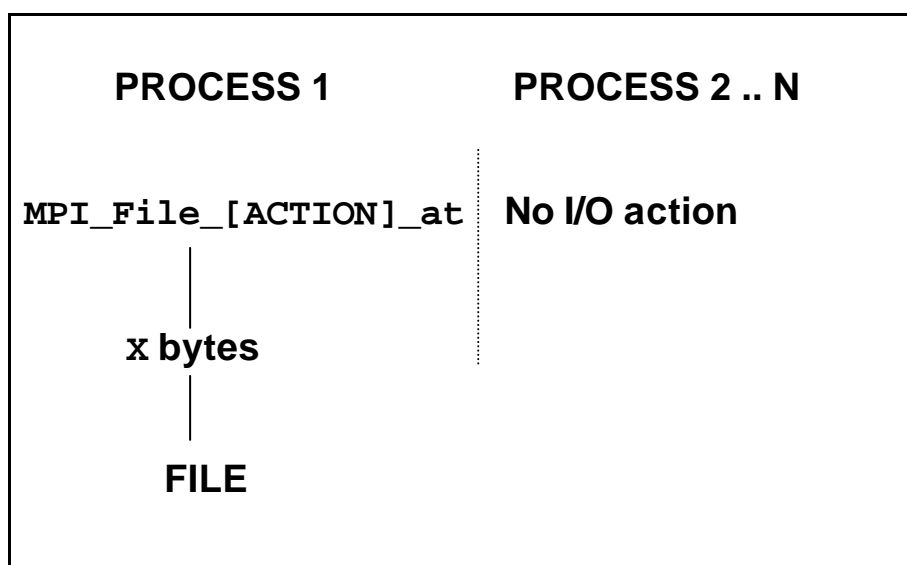 PROCESS 1
PROCESS 2 .. N
MPI_File_[ACTION]_at
No I/O action
x bytes
FILE